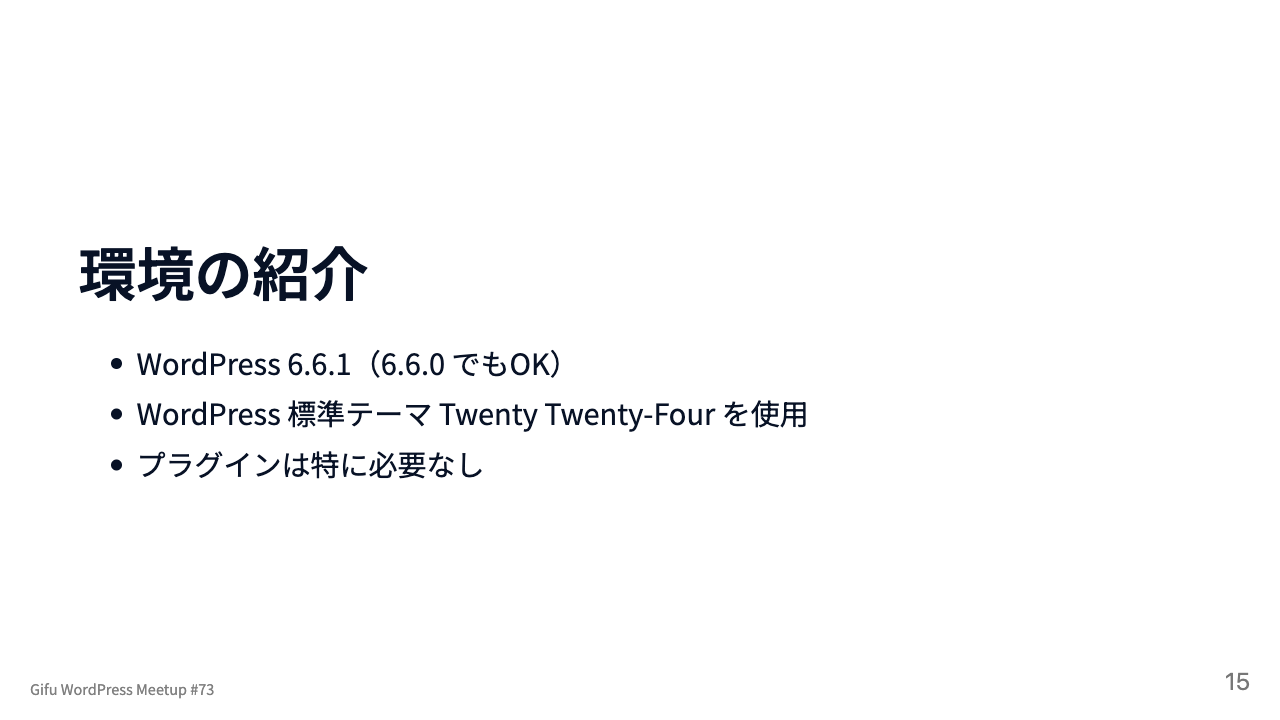 環境の紹介
WordPress 6.6.1（6.6.0 でもOK）
WordPress 標準テーマ Twenty Twenty-Four を使用
プラグインは特に必要なし
Gifu WordPress Meetup #73
15